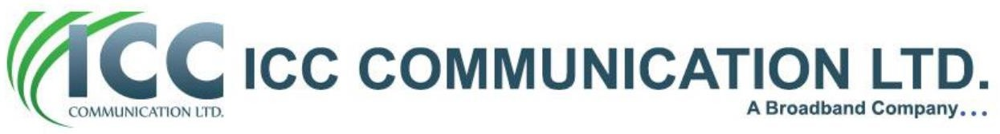 ICC
COMMUNICATION LTD.
ICC COMMUNICATION LTD.
A Broadband Company...